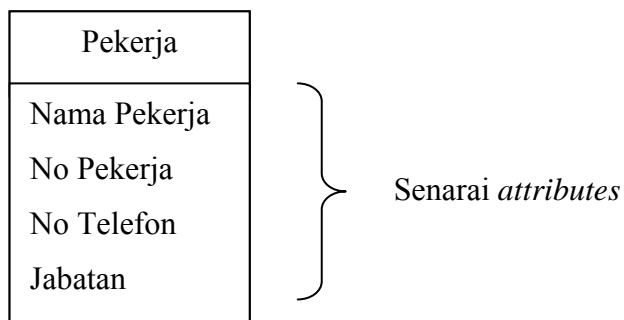 Pekerja
Nama Pekerja
No Pekerja
No Telefon
Jabatan
Senarai attributes